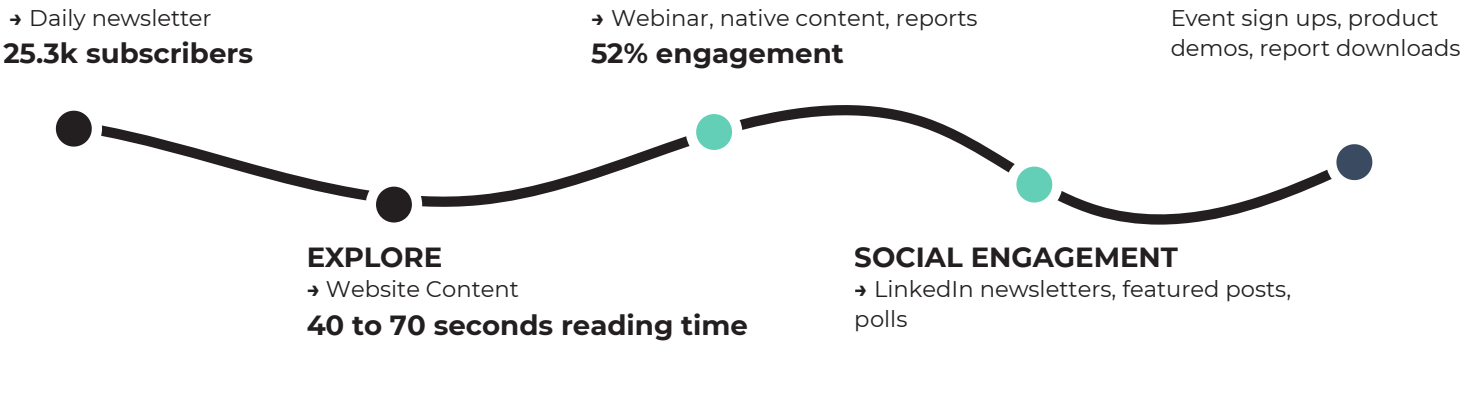 ➔ Daily newsletter
25.3k subscribers
➔ Webinar, native content, reports
52% engagement
Event sign ups, product
demos, report downloads
EXPLORE
➔ Website Content
40 to 70 seconds reading time
SOCIAL ENGAGEMENT
➔ LinkedIn newsletters, featured posts,
polls